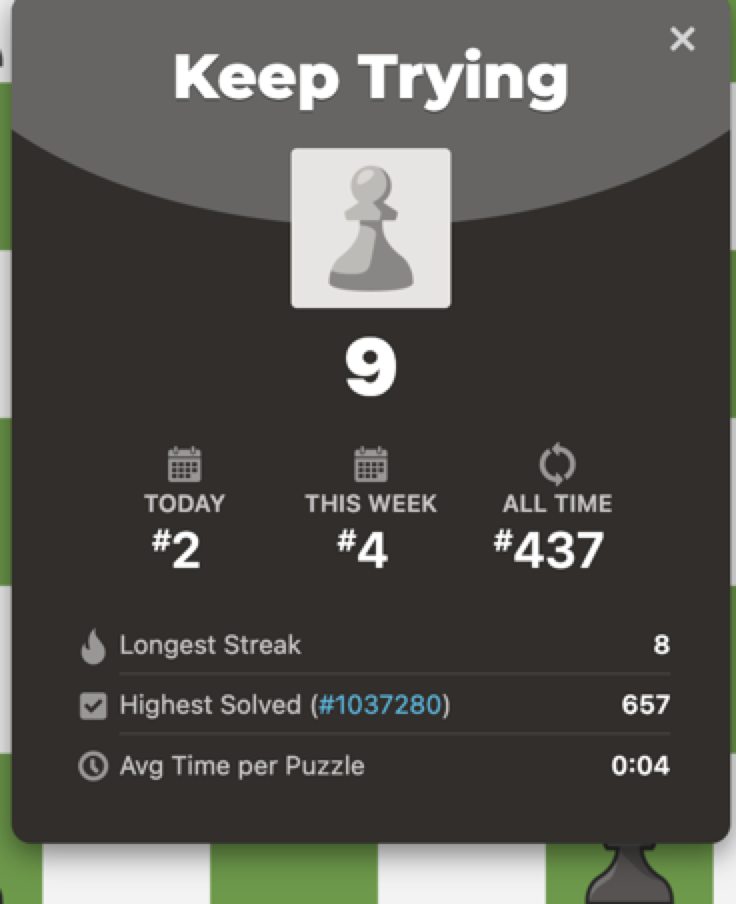 Keep Trying
9
TODAY THIS WEEK ALL TIME
#2 #4 #437
Longest Streak 8
Highest Solved (#1037280) 657
Avg Time per Puzzle 0:04